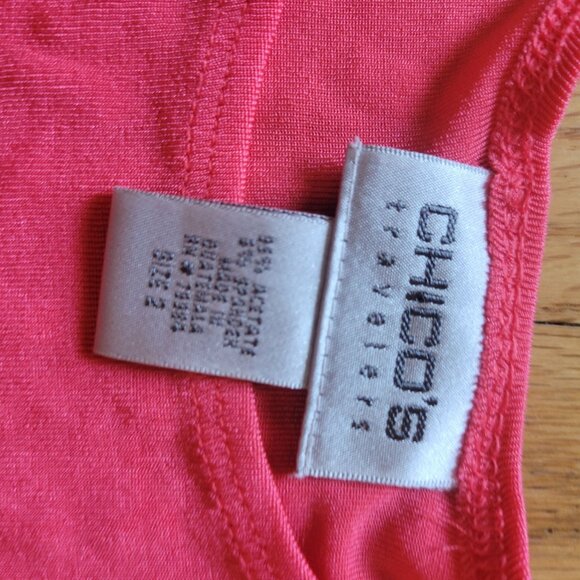 CHICO'S
travelers
95% ACETATE
5% SPANDEX
MADE IN
GUATEMALA
SIZE 2